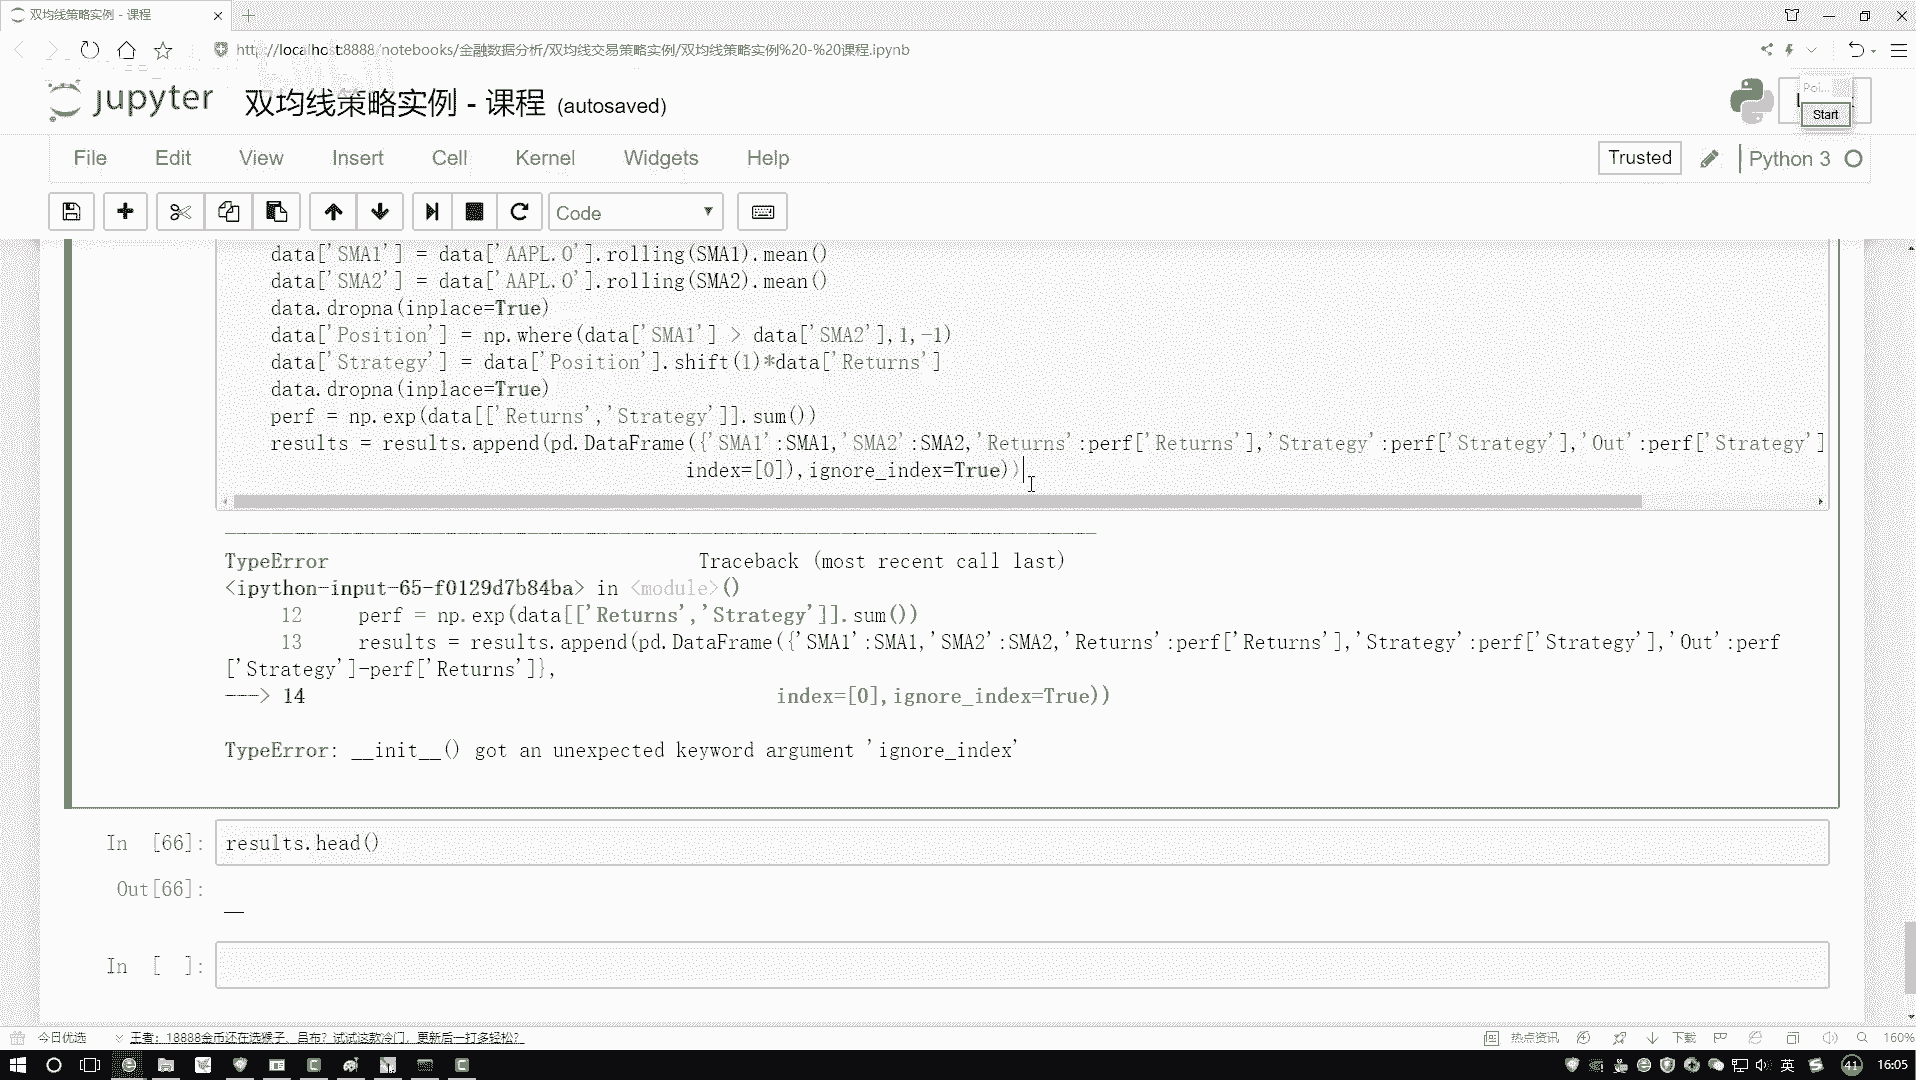 双均线策略实例 - 课程
http://localhost:8888/notebooks/金融数据分析/双均线交易策略实例/双均线策略实例%20-%20课程.ipynb
jupyter 双均线策略实例 - 课程 (autosaved)
Poi...
Start
File Edit View Insert Cell Kernel Widgets Help
Trusted Python 3
Code
data['SMA1'] = data['AAPL.O'].rolling(SMA1).mean()
data['SMA2'] = data['AAPL.O'].rolling(SMA2).mean()
data.dropna(inplace=True)
data['Position'] = np.where(data['SMA1'] > data['SMA2'],1,-1)
data['Strategy'] = data['Position'].shift(1)*data['Returns']
data.dropna(inplace=True)
perf = np.exp(data[['Returns','Strategy']].sum())
results = results.append(pd.DataFrame({'SMA1':SMA1,'SMA2':SMA2,'Returns':perf['Returns'],'Strategy':perf['Strategy'],'Out':perf['Strategy']
index=[0]),ignore_index=True))
TypeError Traceback (most recent call last)
<ipython-input-65-f0129d7b84ba> in <module>()
12 perf = np.exp(data[['Returns','Strategy']].sum())
13 results = results.append(pd.DataFrame({'SMA1':SMA1,'SMA2':SMA2,'Returns':perf['Returns'],'Strategy':perf['Strategy'],'Out':perf
['Strategy']-perf['Returns']},
---> 14 index=[0],ignore_index=True))
TypeError: __init__() got an unexpected keyword argument 'ignore_index'
In [66]: results.head()
Out[66]:
In [ ]:
今日优选 王者：18888金币还在选猴子、吕布？试试这款冷门，更新后一打多轻松！ 热点资讯 下载 160%
英 41 16:05